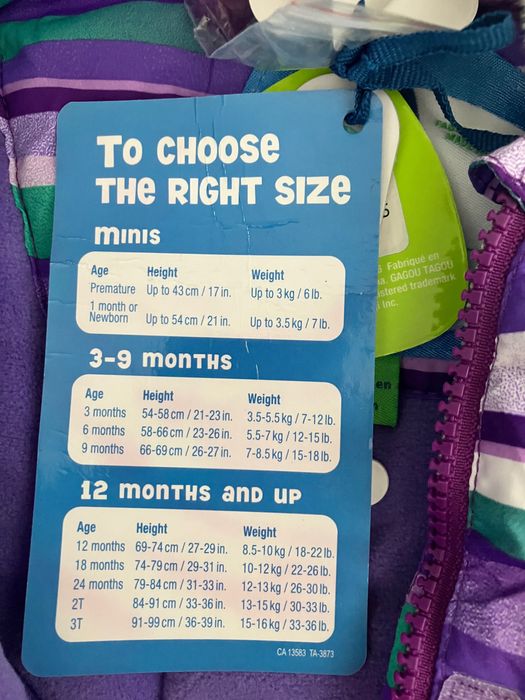 TO CHOOSE
THE RIGHT SIZE
MINIS
Age Height Weight
Premature Up to 43 cm / 17 in. Up to 3 kg / 6 lb.
1 month or
Newborn Up to 54 cm / 21 in. Up to 3.5 kg / 7 lb.
3-9 MONTHS
Age Height Weight
3 months 54-58 cm / 21-23 in. 3.5-5.5 kg / 7-12 lb.
6 months 58-66 cm / 23-26 in. 5.5-7 kg / 12-15 lb.
9 months 66-69 cm / 26-27 in. 7-8.5 kg / 15-18 lb.
12 MONTHS AND UP
Age Height Weight
12 months 69-74 cm / 27-29 in. 8.5-10 kg / 18-22 lb.
18 months 74-79 cm / 29-31 in. 10-12 kg / 22-26 lb.
24 months 79-84 cm / 31-33 in. 12-13 kg / 26-30 lb.
2T 84-91 cm / 33-36 in. 13-15 kg / 30-33 lb.
3T 91-99 cm / 36-39 in. 15-16 kg / 33-36 lb.
CA 13583 TA-3873
Fabriqué en
GAGOU TAGOU
trademark
Inc.
en